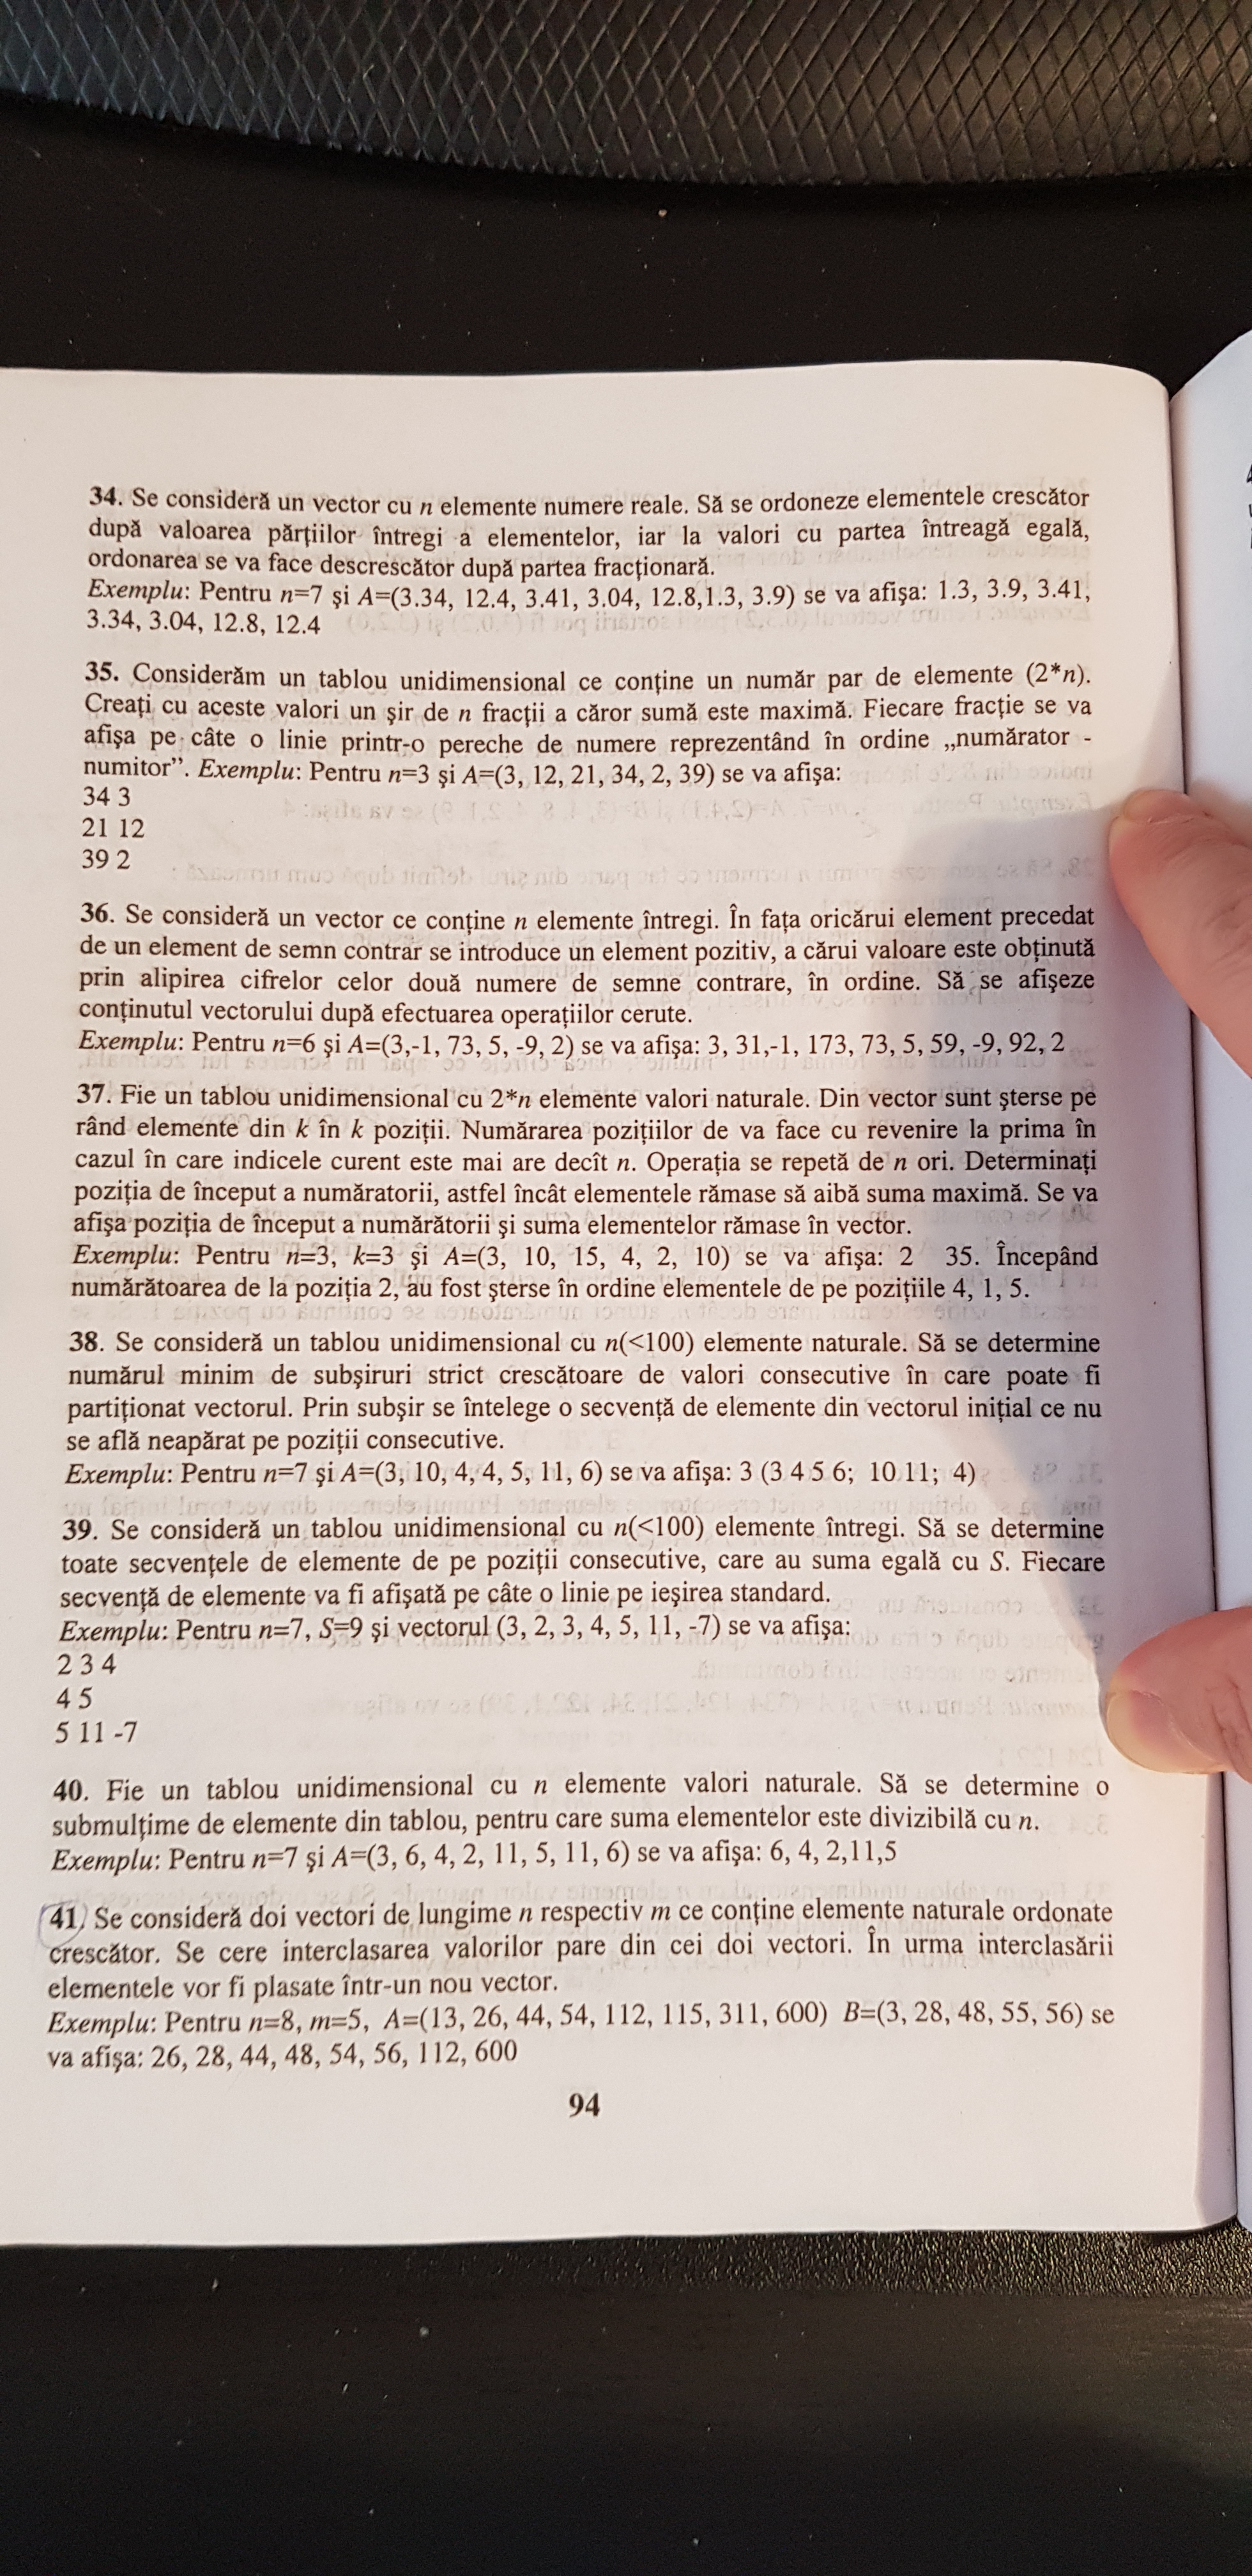 34. Se consideră un vector cu n elemente numere reale. Să se ordoneze elementele crescător
după valoarea părţiilor întregi a elementelor, iar la valori cu partea întreagă egală,
ordonarea se va face descrescător după partea fracţionară.
Exemplu: Pentru n=7 şi A=(3.34, 12.4, 3.41, 3.04, 12.8,1.3, 3.9) se va afişa: 1.3, 3.9, 3.41,
3.34, 3.04, 12.8, 12.4
35. Considerăm un tablou unidimensional ce conţine un număr par de elemente (2*n).
Creaţi cu aceste valori un şir de n fracţii a căror sumă este maximă. Fiecare fracţie se va
afişa pe câte o linie printr-o pereche de numere reprezentând în ordine „numărator -
numitor”. Exemplu: Pentru n=3 şi A=(3, 12, 21, 34, 2, 39) se va afişa:
34 3
21 12
39 2
36. Se consideră un vector ce conţine n elemente întregi. În faţa oricărui element precedat
de un element de semn contrar se introduce un element pozitiv, a cărui valoare este obţinută
prin alipirea cifrelor celor două numere de semne contrare, în ordine. Să se afişeze
conţinutul vectorului după efectuarea operaţiilor cerute.
Exemplu: Pentru n=6 şi A=(3,-1, 73, 5, -9, 2) se va afişa: 3, 31,-1, 173, 73, 5, 59, -9, 92, 2
37. Fie un tablou unidimensional cu 2*n elemente valori naturale. Din vector sunt şterse pe
rând elemente din k în k poziţii. Numărarea poziţiilor de va face cu revenire la prima în
cazul în care indicele curent este mai are decît n. Operaţia se repetă de n ori. Determinaţi
poziţia de început a număratorii, astfel încât elementele rămase să aibă suma maximă. Se va
afişa poziţia de început a numărătorii şi suma elementelor rămase în vector.
Exemplu: Pentru n=3, k=3 şi A=(3, 10, 15, 4, 2, 10) se va afişa: 2 35. Începând
numărătoarea de la poziţia 2, au fost şterse în ordine elementele de pe poziţiile 4, 1, 5.
38. Se consideră un tablou unidimensional cu n(<100) elemente naturale. Să se determine
numărul minim de subşiruri strict crescătoare de valori consecutive în care poate fi
partiţionat vectorul. Prin subşir se întelege o secvenţă de elemente din vectorul iniţial ce nu
se află neapărat pe poziţii consecutive.
Exemplu: Pentru n=7 şi A=(3, 10, 4, 4, 5, 11, 6) se va afişa: 3 (3 4 5 6; 10 11; 4)
39. Se consideră un tablou unidimensional cu n(<100) elemente întregi. Să se determine
toate secvenţele de elemente de pe poziţii consecutive, care au suma egală cu S. Fiecare
secvenţă de elemente va fi afişată pe câte o linie pe ieşirea standard.
Exemplu: Pentru n=7, S=9 şi vectorul (3, 2, 3, 4, 5, 11, -7) se va afişa:
2 3 4
4 5
5 11 -7
40. Fie un tablou unidimensional cu n elemente valori naturale. Să se determine o
submulţime de elemente din tablou, pentru care suma elementelor este divizibilă cu n.
Exemplu: Pentru n=7 şi A=(3, 6, 4, 2, 11, 5, 11, 6) se va afişa: 6, 4, 2,11,5
41. Se consideră doi vectori de lungime n respectiv m ce conţine elemente naturale ordonate
crescător. Se cere interclasarea valorilor pare din cei doi vectori. În urma interclasării
elementele vor fi plasate într-un nou vector.
Exemplu: Pentru n=8, m=5, A=(13, 26, 44, 54, 112, 115, 311, 600) B=(3, 28, 48, 55, 56) se
va afişa: 26, 28, 44, 48, 54, 56, 112, 600
94